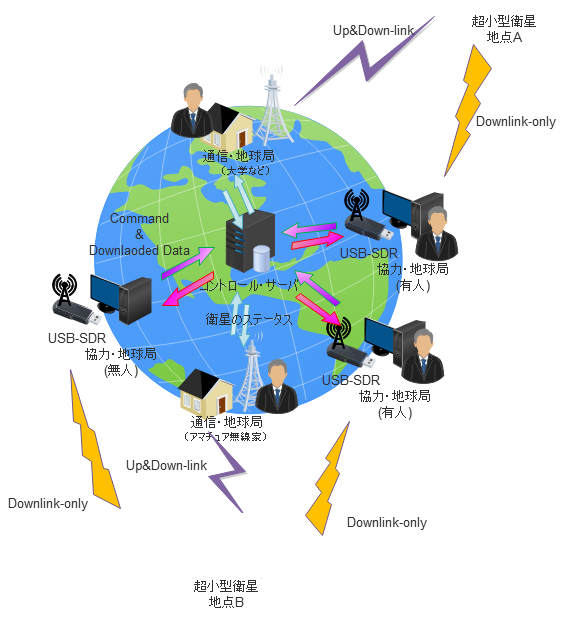 Up&Down-link
超小型衛星
地点A
Downlink-only
通信・地球局
（大学など）
Command
&
Downlaoded Data
USB-SDR
協力・地球局
(有人)
コントロール・サーバ
衛星のステータス
USB-SDR
協力・地球局
(無人)
USB-SDR
協力・地球局
(有人)
通信・地球局
（アマチュア無線家）
Up&Down-link
Downlink-only
Downlink-only
超小型衛星
地点B